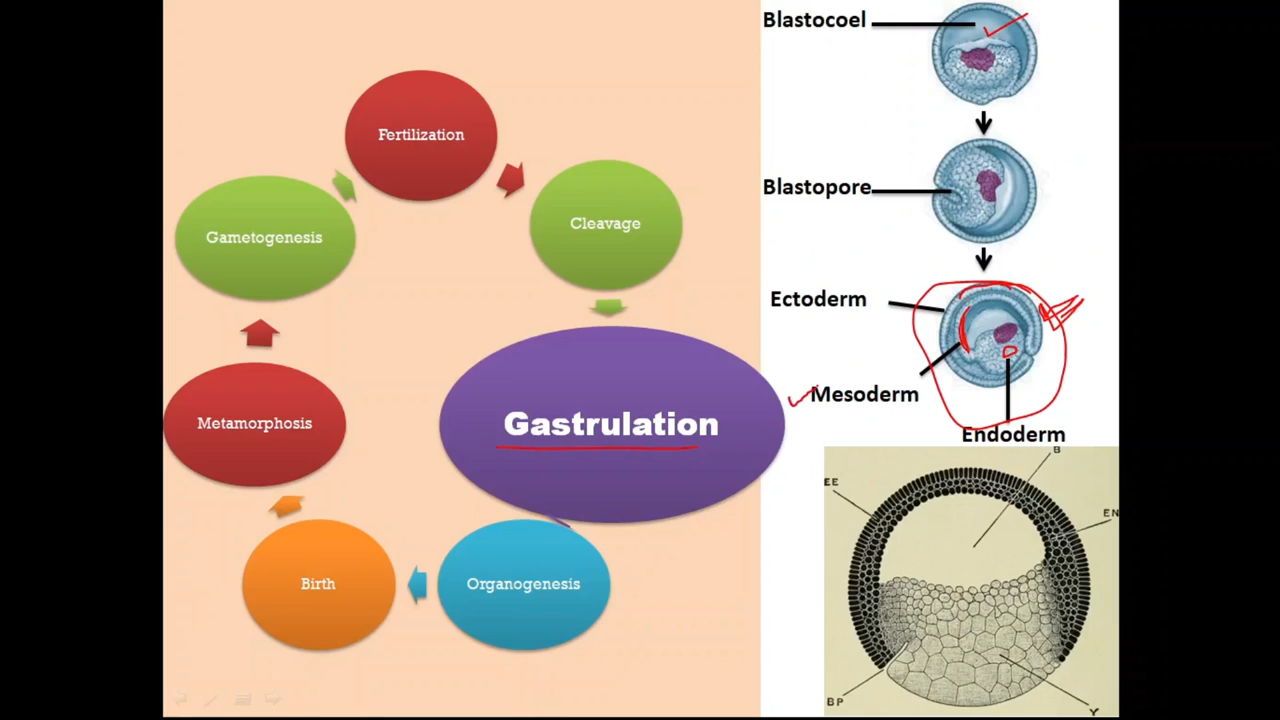 Fertilization
Cleavage
Gametogenesis
Gastrulation
Metamorphosis
Organogenesis
Birth
Blastocoel
Blastopore
Ectoderm
Mesoderm
Endoderm
B
EE
EN
BP
Y